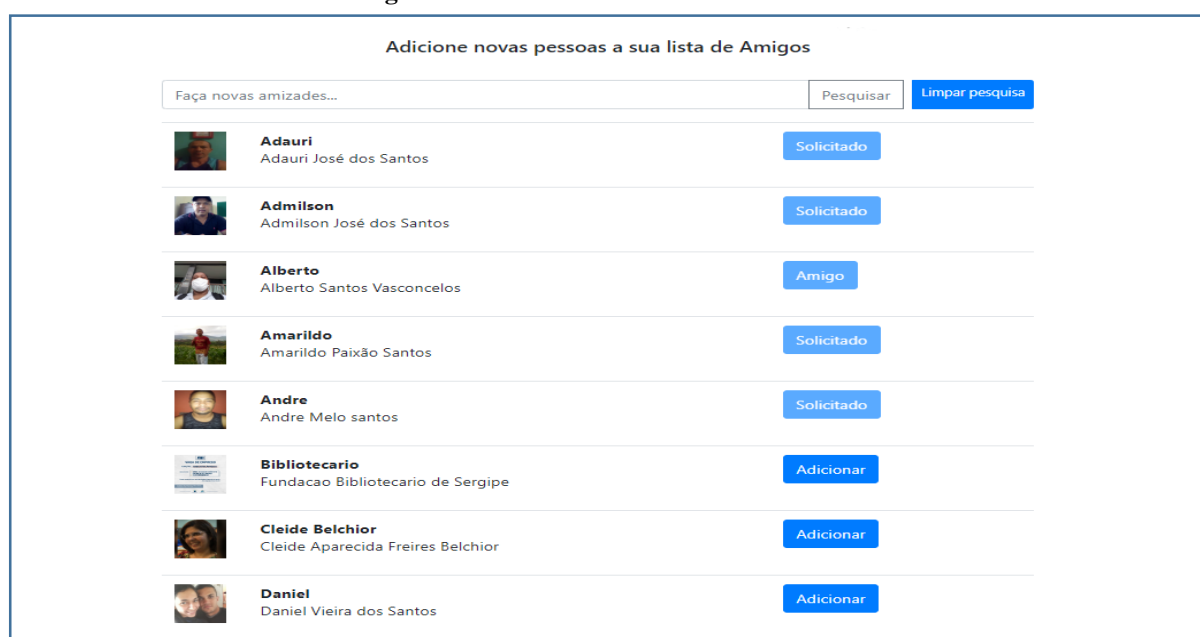 Adicione novas pessoas a sua lista de Amigos
Faça novas amizades... Pesquisar Limpar pesquisa
Adauri
Adauri José dos Santos
Solicitado
Admilson
Admilson José dos Santos
Solicitado
Alberto
Alberto Santos Vasconcelos
Amigo
Amarildo
Amarildo Paixão Santos
Solicitado
Andre
Andre Melo santos
Solicitado
Bibliotecario
Fundacao Bibliotecario de Sergipe
Adicionar
Cleide Belchior
Cleide Aparecida Freires Belchior
Adicionar
Daniel
Daniel Vieira dos Santos
Adicionar